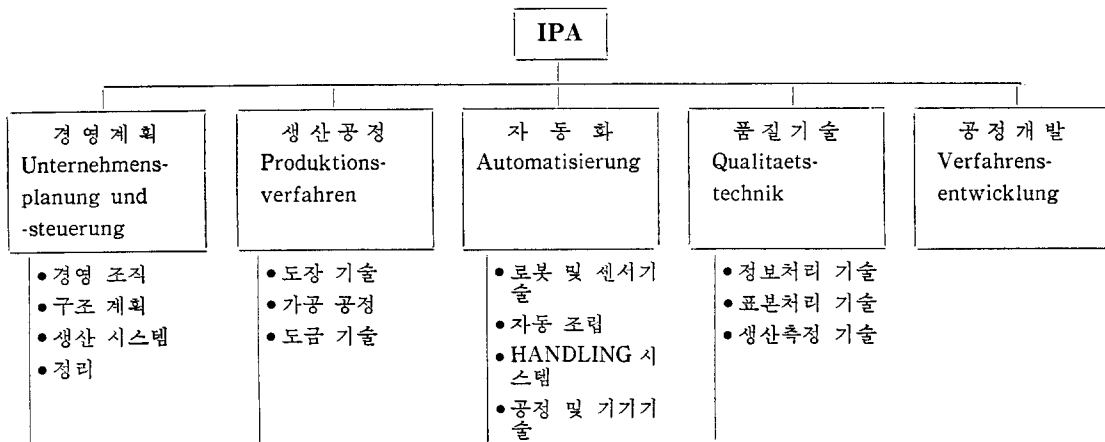 IPA
경영계획
Unternehmens-
planung und
-steuerung
● 경영 조직
● 구조 계획
● 생산 시스템
● 정리
생산공정
Produktions-
verfahren
● 도장 기술
● 가공 공정
● 도금 기술
자 동 화
Automatisierung
● 로봇 및 센서기
술
● 자동 조립
● HANDLING 시
스템
● 공정 및 기기기
술
품질기술
Qualitaets-
technik
● 정보처리 기술
● 표본처리 기술
● 생산측정 기술
공정개발
Verfahrens-
entwicklung